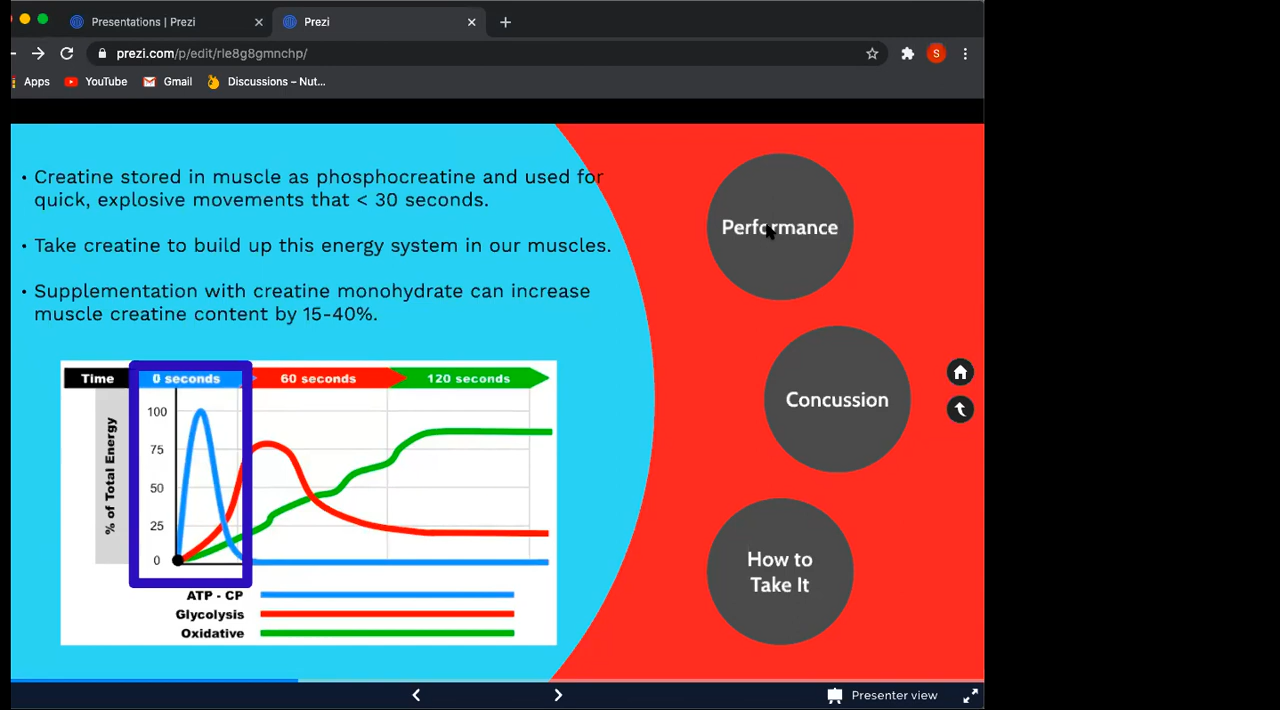 Presentations | Prezi
Prezi
prezi.com/p/edit/rle8g8gmnchp/
S
Apps
YouTube
Gmail
Discussions – Nut...
• Creatine stored in muscle as phosphocreatine and used for
quick, explosive movements that < 30 seconds.
• Take creatine to build up this energy system in our muscles.
• Supplementation with creatine monohydrate can increase
muscle creatine content by 15-40%.
Performance
Concussion
How to
Take It
Time
0 seconds
60 seconds
120 seconds
% of Total Energy
100
75
50
25
0
ATP - CP
Glycolysis
Oxidative
Presenter view